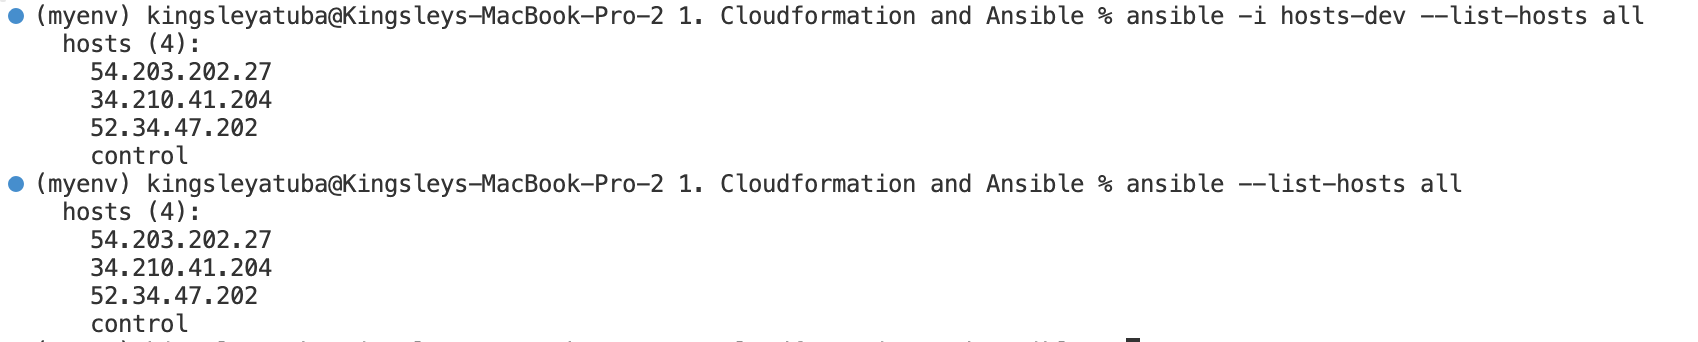 (myenv) kingsleyatuba@Kingsleys-MacBook-Pro-2 1. Cloudformation and Ansible % ansible -i hosts-dev --list-hosts all
hosts (4):
54.203.202.27
34.210.41.204
52.34.47.202
control
(myenv) kingsleyatuba@Kingsleys-MacBook-Pro-2 1. Cloudformation and Ansible % ansible --list-hosts all
hosts (4):
54.203.202.27
34.210.41.204
52.34.47.202
control